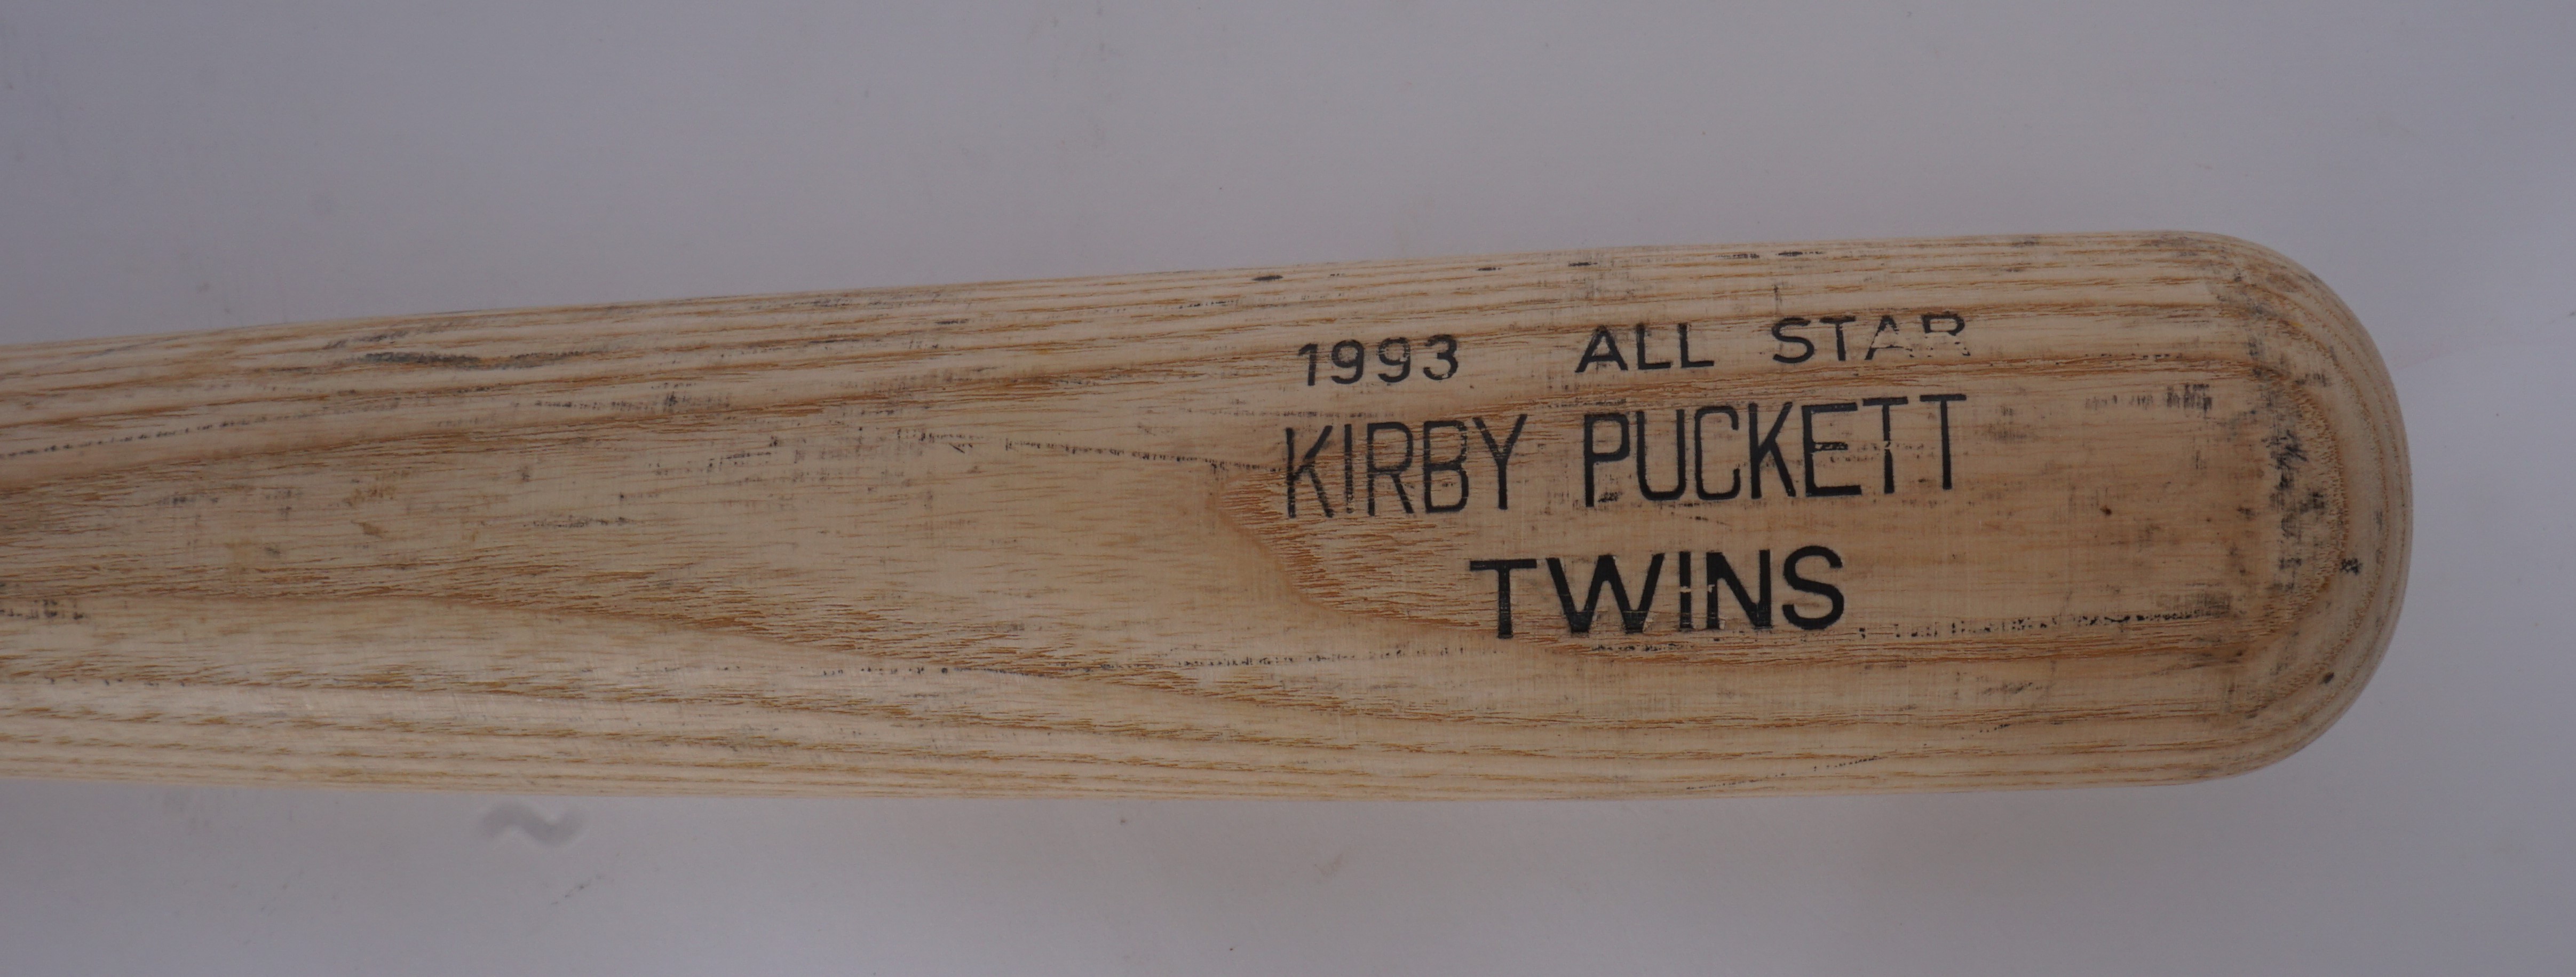 1993 ALL STAR
KIRBY PUCKETT
TWINS